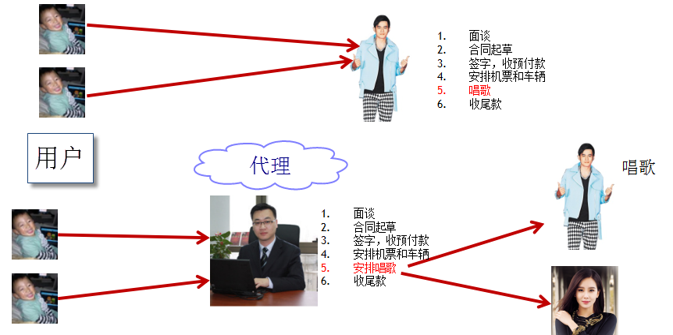 1. 面谈
2. 合同起草
3. 签字，收预付款
4. 安排机票和车辆
5. 唱歌
6. 收尾款
用户
代理
唱歌
1. 面谈
2. 合同起草
3. 签字，收预付款
4. 安排机票和车辆
5. 安排唱歌
6. 收尾款